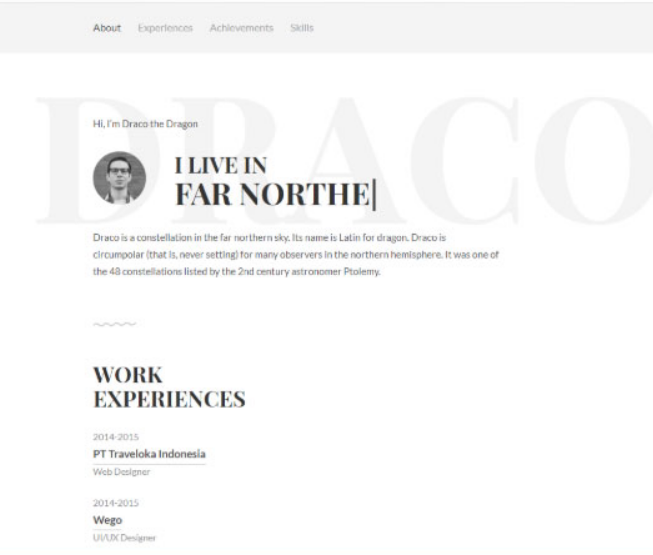 About Experiences Achievements Skills
DRACO
Hi, I'm Draco the Dragon
I LIVE IN
FAR NORTHE
Draco is a constellation in the far northern sky. Its name is Latin for dragon. Draco is
circumpolar (that is, never setting) for many observers in the northern hemisphere. It was one of
the 48 constellations listed by the 2nd century astronomer Ptolemy.
WORK
EXPERIENCES
2014-2015
PT Traveloka Indonesia
Web Designer
2014-2015
Wego
UI/UX Designer